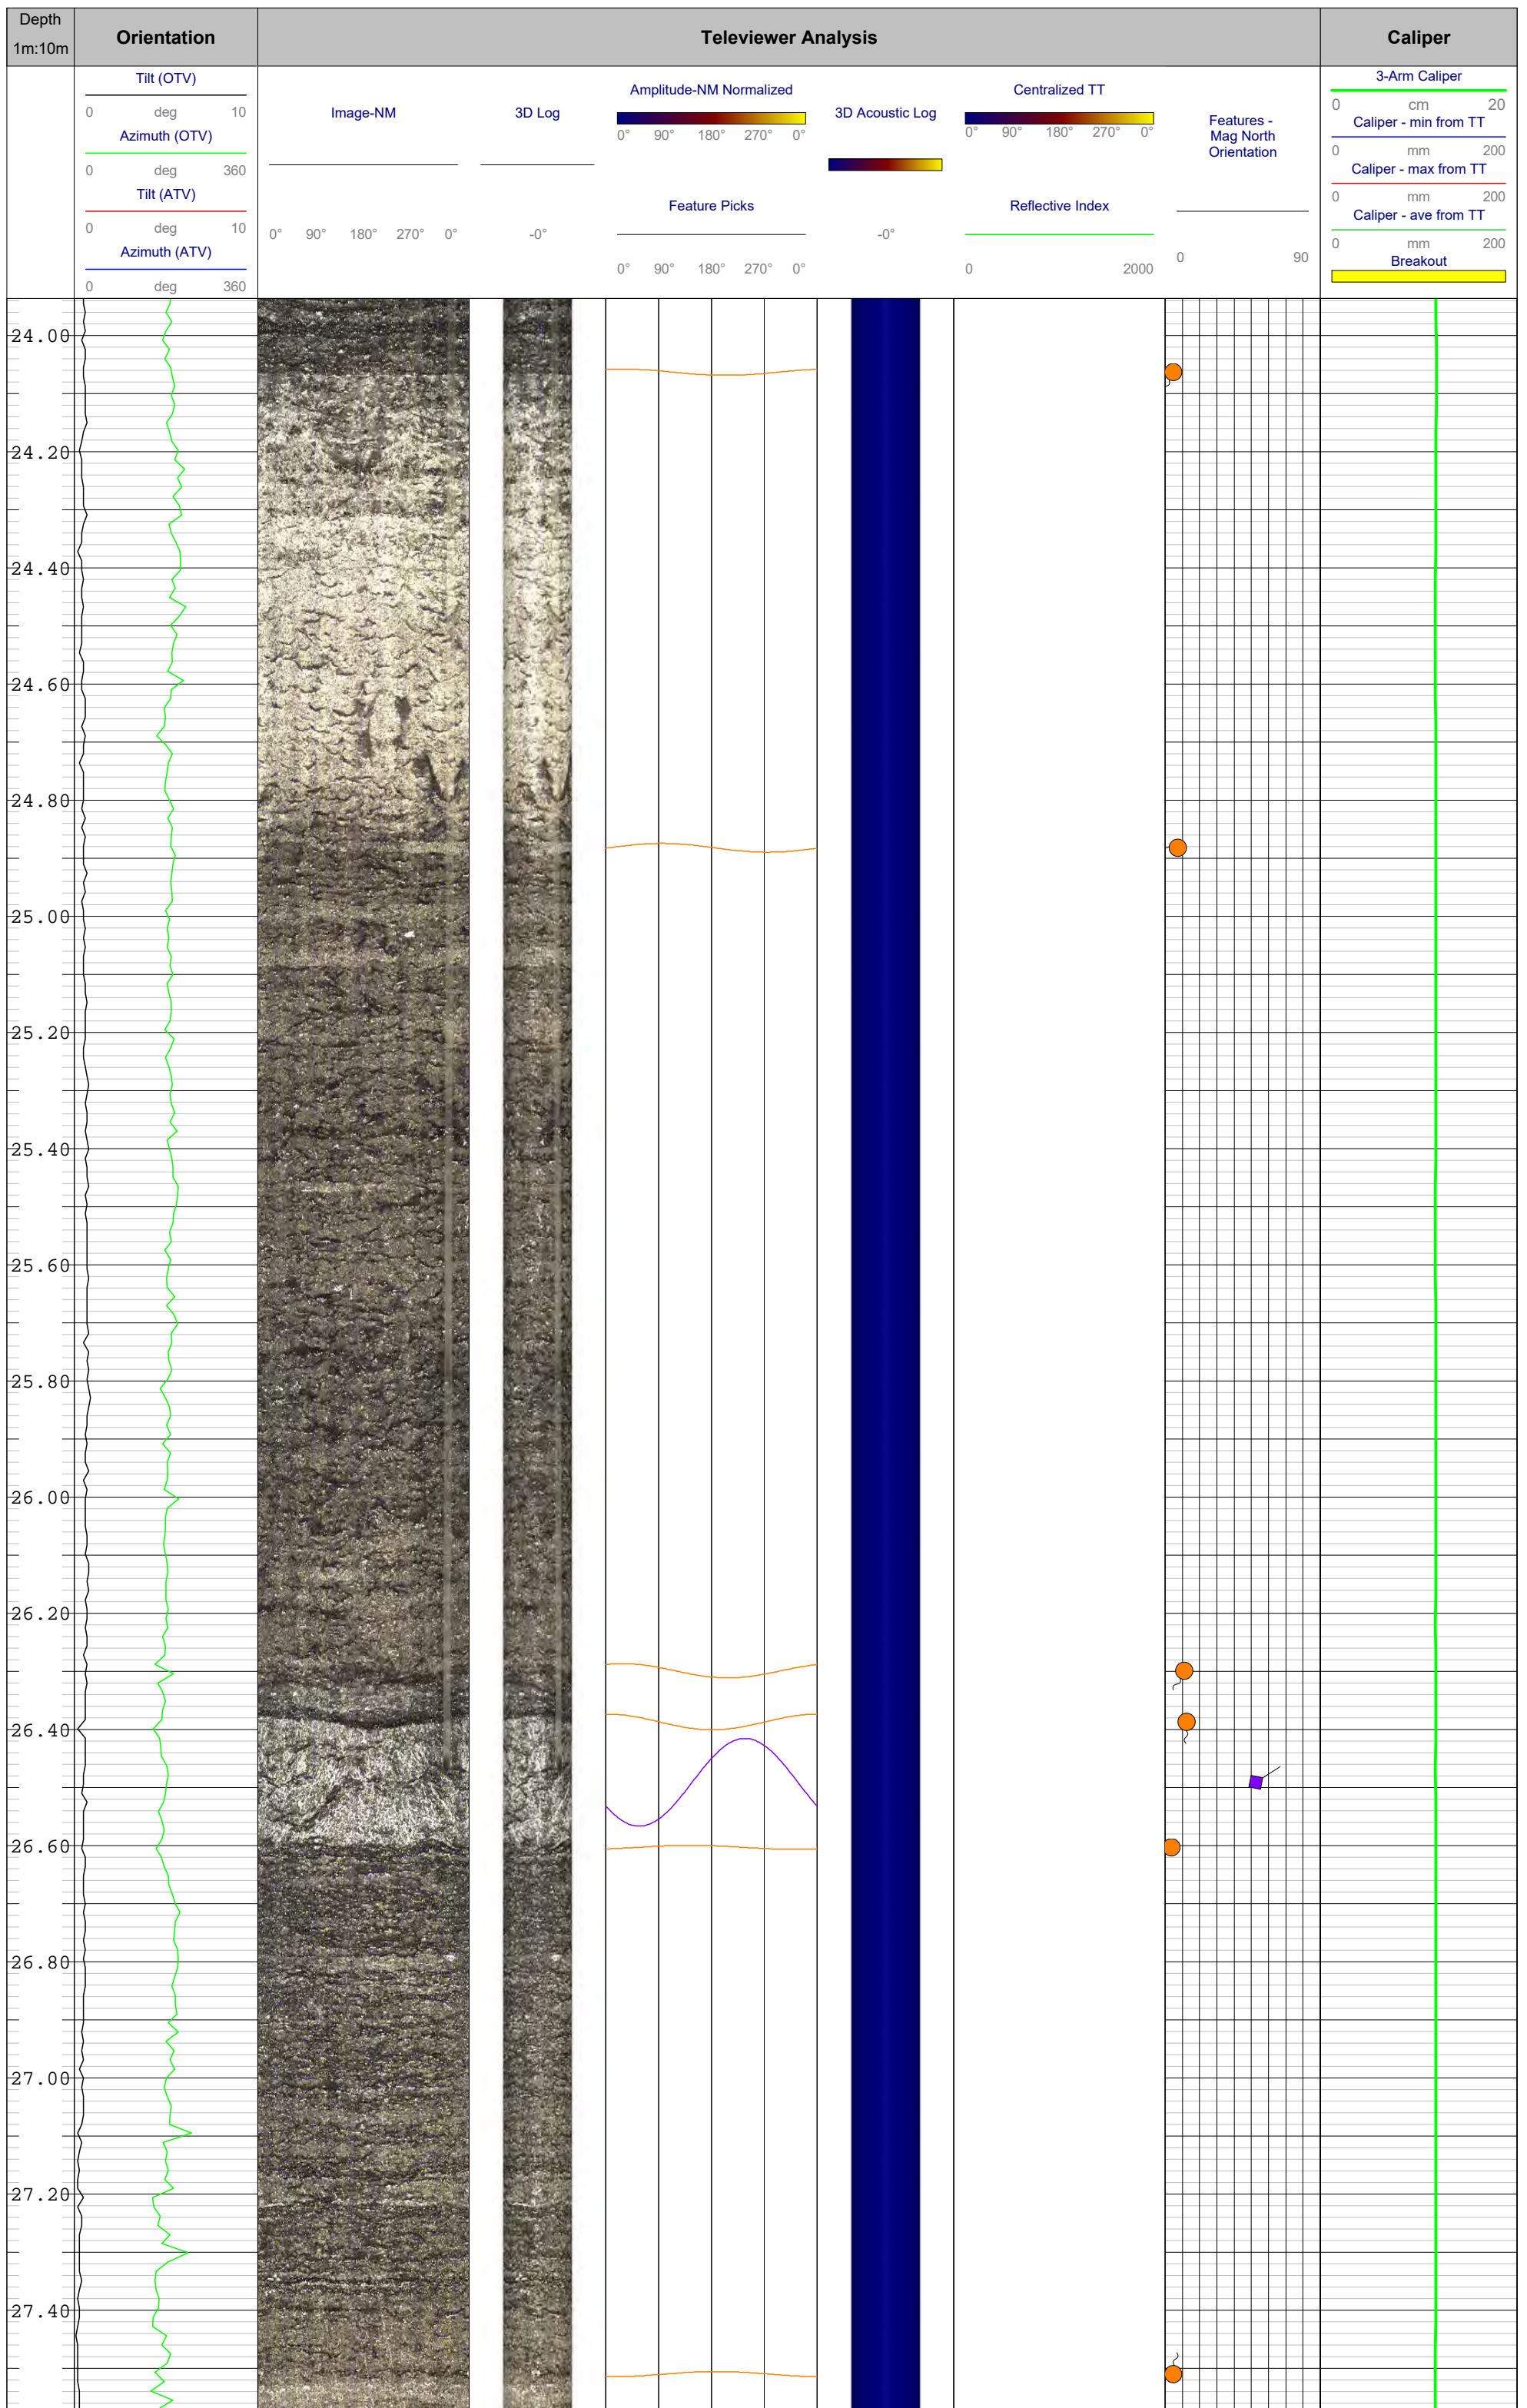 Depth
1m:10m
Orientation
Televiewer Analysis
Caliper
Tilt (OTV)
0 deg 10
Azimuth (OTV)
0 deg 360
Tilt (ATV)
0 deg 10
Azimuth (ATV)
0 deg 360
Image-NM
0° 90° 180° 270° 0°
3D Log
-0°
Amplitude-NM Normalized
0° 90° 180° 270° 0°
Feature Picks
0° 90° 180° 270° 0°
3D Acoustic Log
-0°
Centralized TT
0° 90° 180° 270° 0°
Reflective Index
0 2000
Features -
Mag North
Orientation
0 90
3-Arm Caliper
0 cm 20
Caliper - min from TT
0 mm 200
Caliper - max from TT
0 mm 200
Caliper - ave from TT
0 mm 200
Breakout
24.00
24.20
24.40
24.60
24.80
25.00
25.20
25.40
25.60
25.80
26.00
26.20
26.40
26.60
26.80
27.00
27.20
27.40